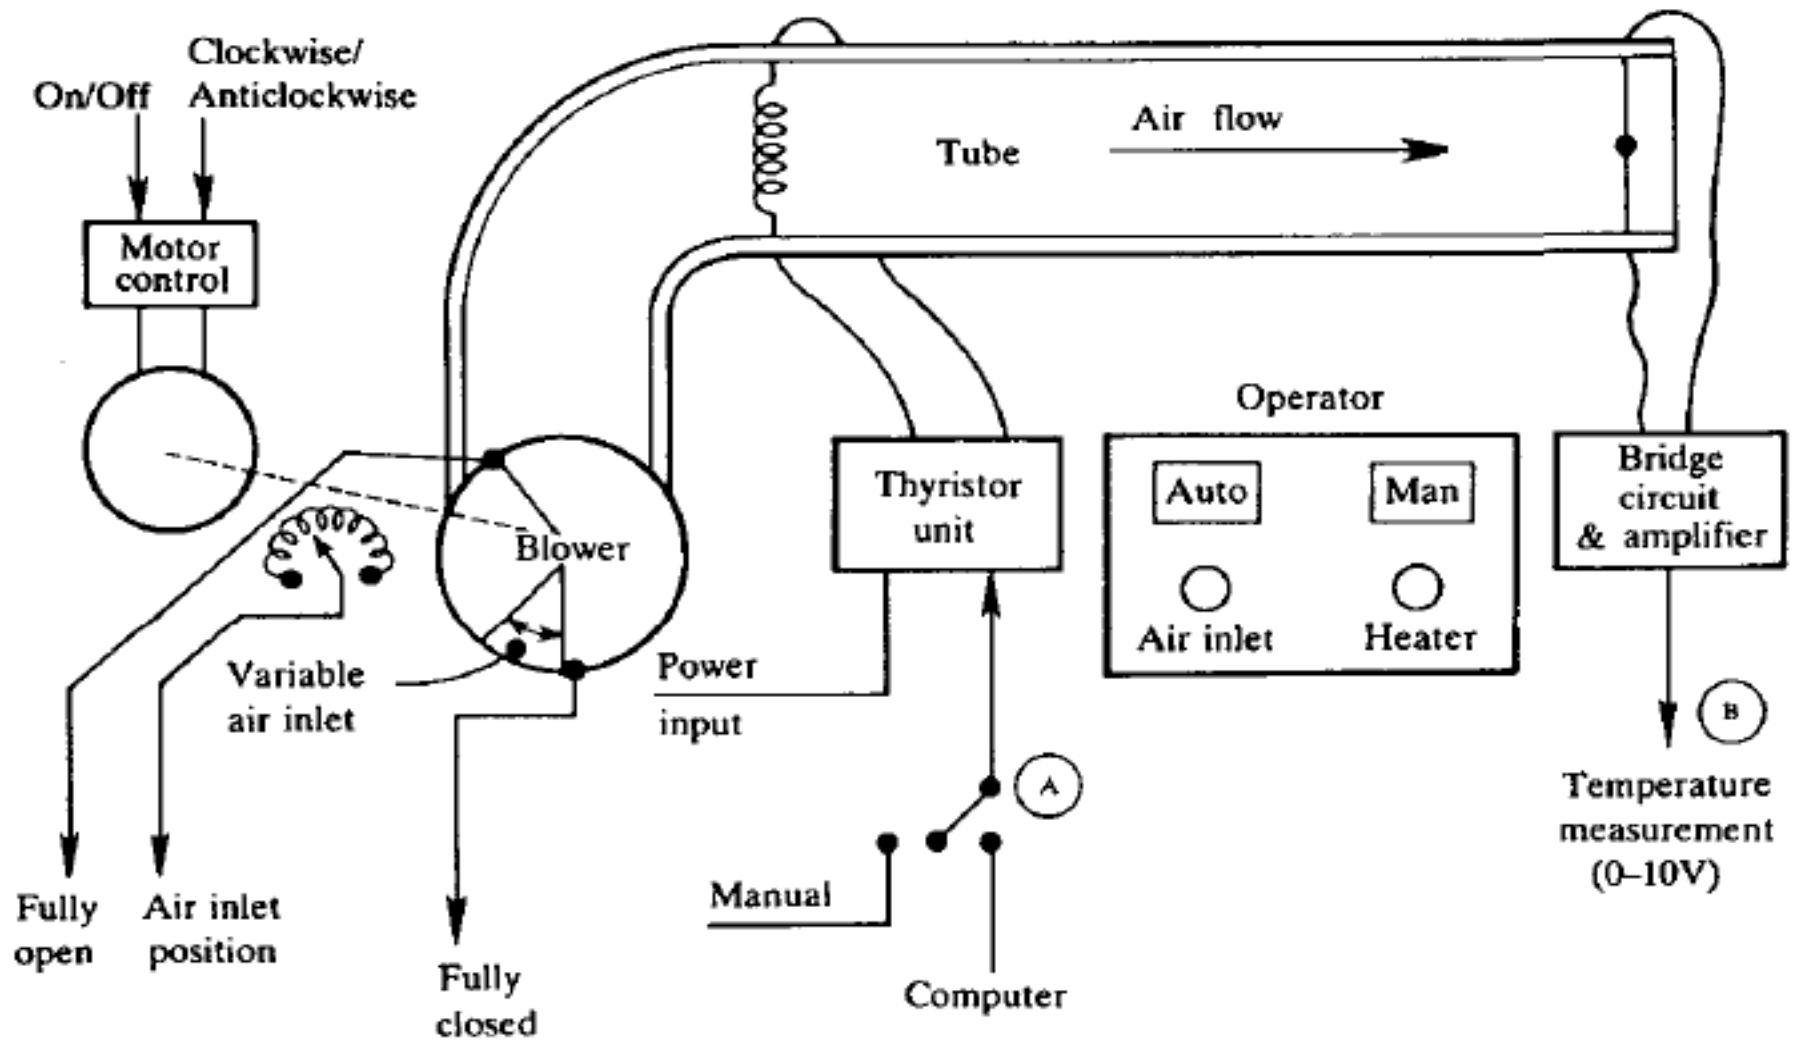 Clockwise/
On/Off Anticlockwise
Motor
control
Tube
Air flow
Blower
Variable
air inlet
Fully
open
Air inlet
position
Fully
closed
Power
input
Thyristor
unit
A
Manual
Computer
Operator
Auto
Man
Air inlet
Heater
Bridge
circuit
& amplifier
B
Temperature
measurement
(0–10V)